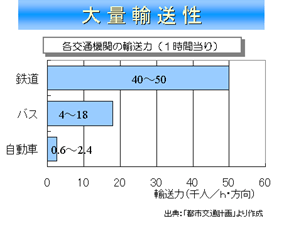 大量輸送性
各交通機関の輸送力（１時間当り）
鉄道
40～50
バス
4～18
自動車
0.6～2.4
0 10 20 30 40 50 60
輸送力(千人／h・方向)
出典:「都市交通計画」より作成